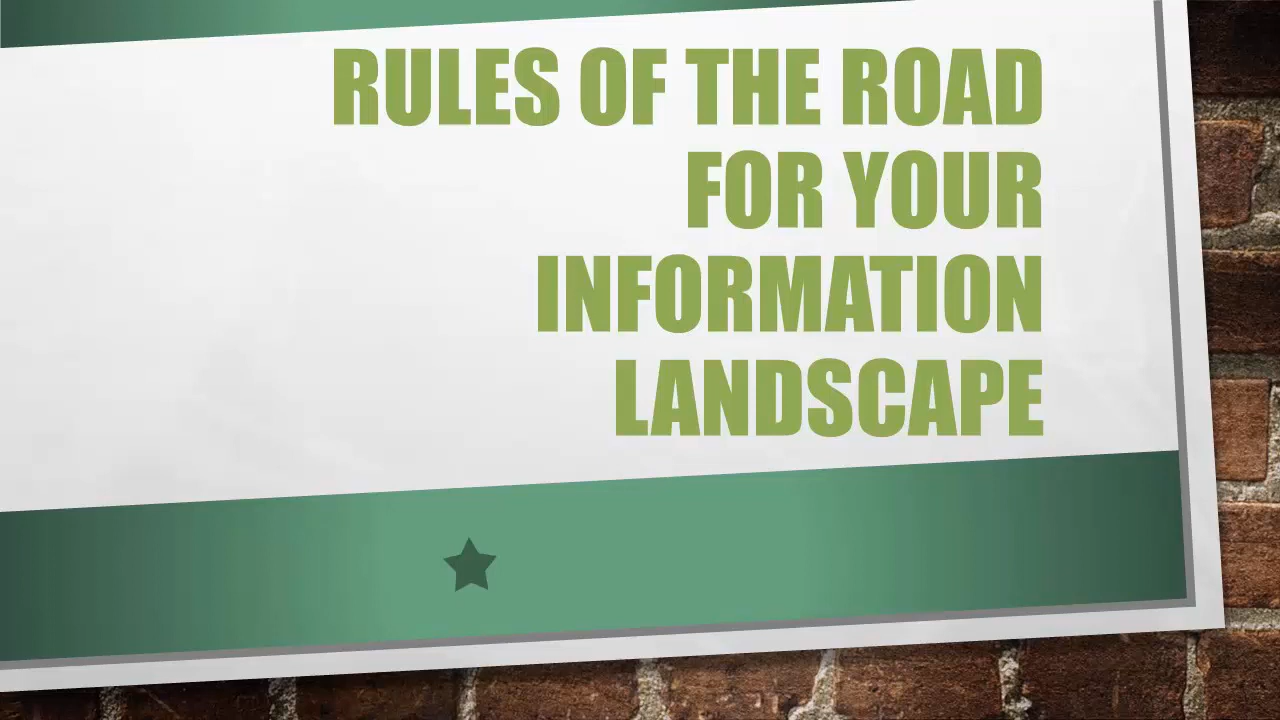 RULES OF THE ROAD
FOR YOUR
INFORMATION
LANDSCAPE